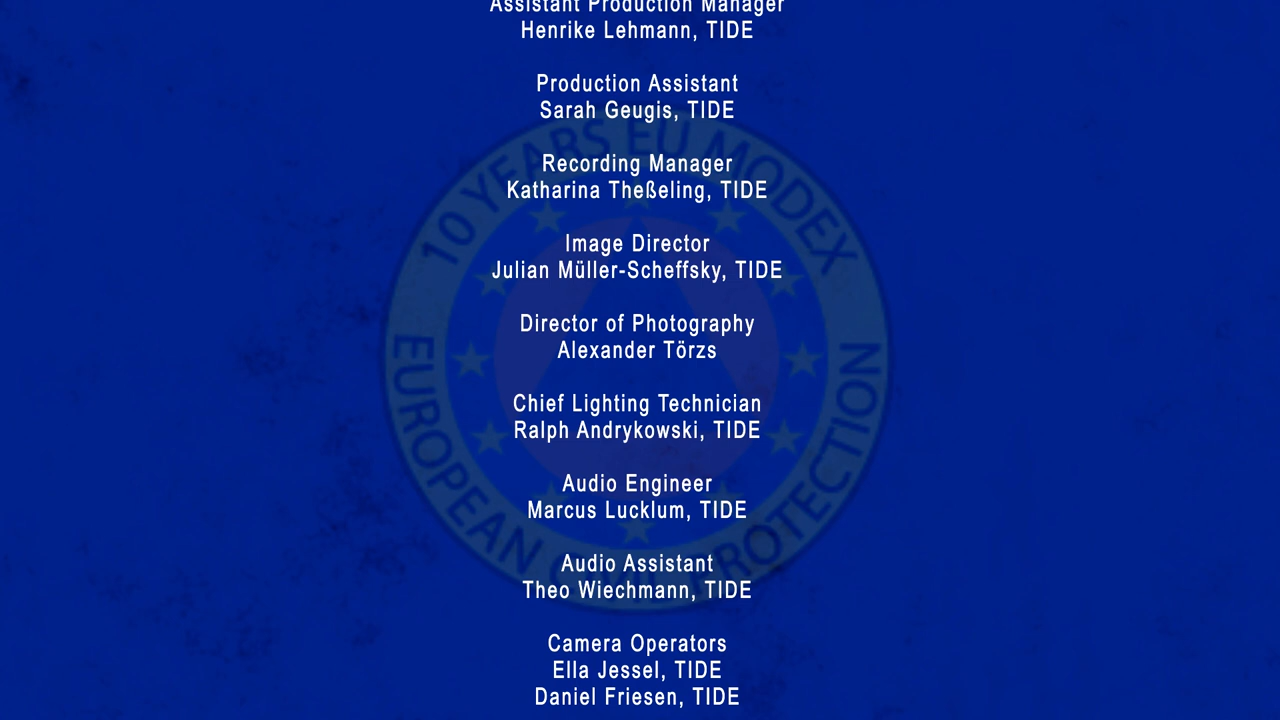 Assistant Production Manager
Henrike Lehmann, TIDE
Production Assistant
Sarah Geugis, TIDE
Recording Manager
Katharina Theßeling, TIDE
Image Director
Julian Müller-Scheffsky, TIDE
Director of Photography
Alexander Törzs
Chief Lighting Technician
Ralph Andrykowski, TIDE
Audio Engineer
Marcus Lucklum, TIDE
Audio Assistant
Theo Wiechmann, TIDE
Camera Operators
Ella Jessel, TIDE
Daniel Friesen, TIDE
10 YEARS EU MODEX
EUROPEAN CIVIL PROTECTION